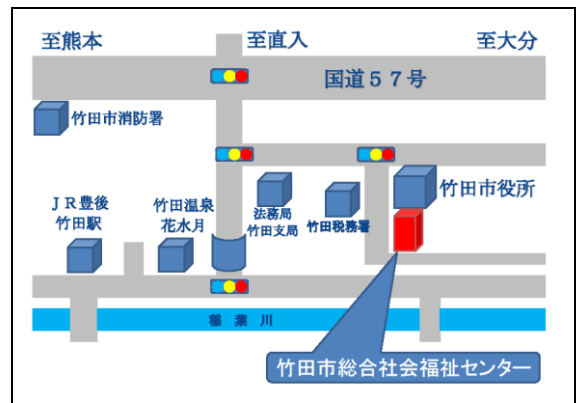 至熊本
至直入
至大分
国道５７号
竹田市消防署
ＪＲ豊後
竹田駅
竹田温泉
花水月
法務局
竹田支局
竹田税務署
竹田市役所
稲葉川
竹田市総合社会福祉センター